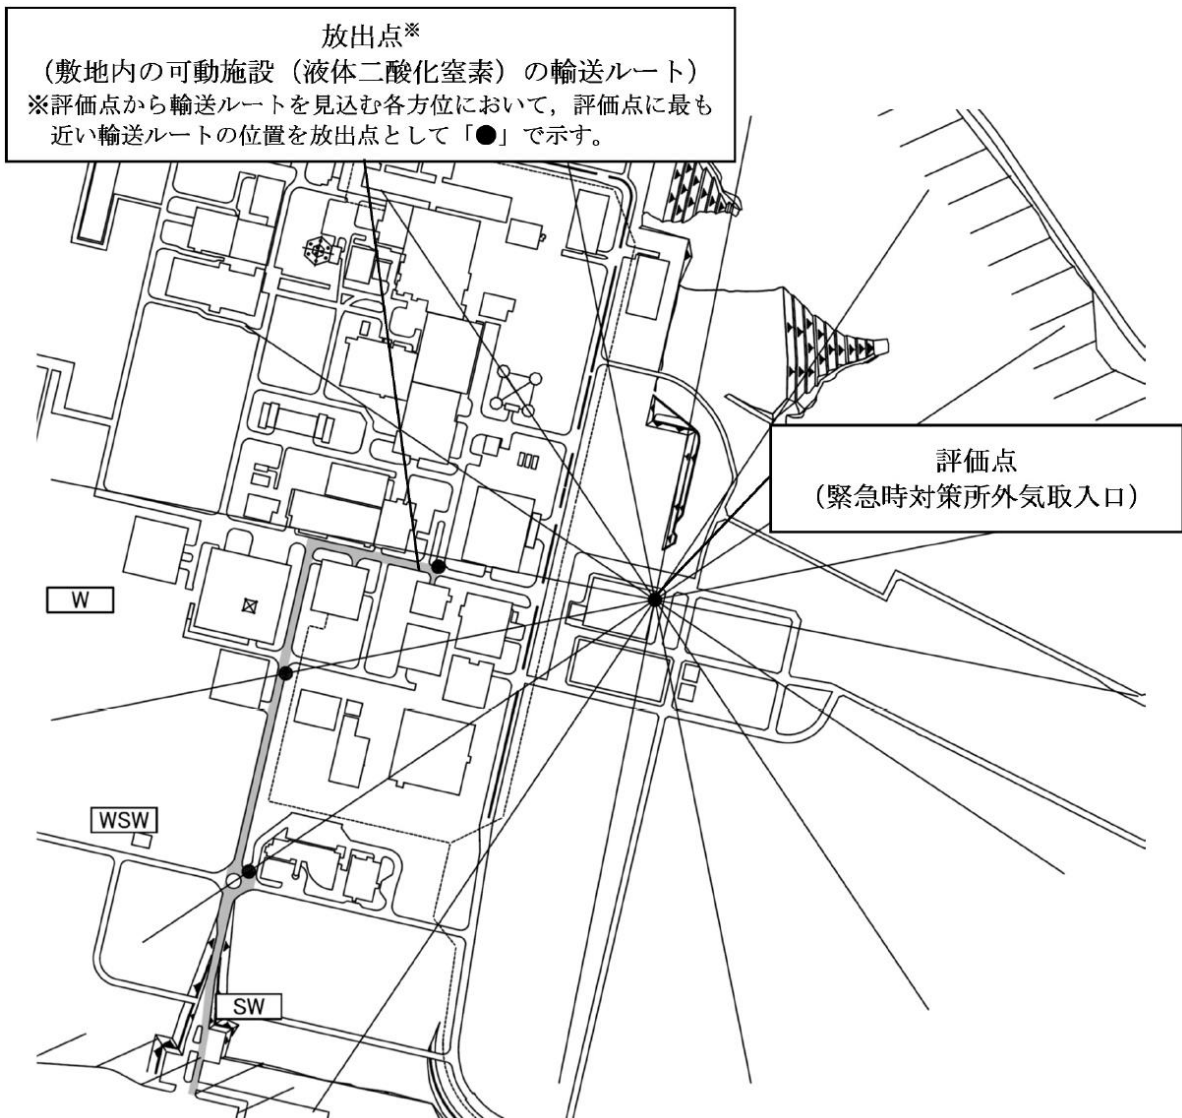 放出点※
（敷地内の可動施設（液体二酸化窒素）の輸送ルート）
※評価点から輸送ルートを見込む各方位において，評価点に最も
近い輸送ルートの位置を放出点として「●」で示す。
評価点
（緊急時対策所外気取入口）
W
WSW
SW